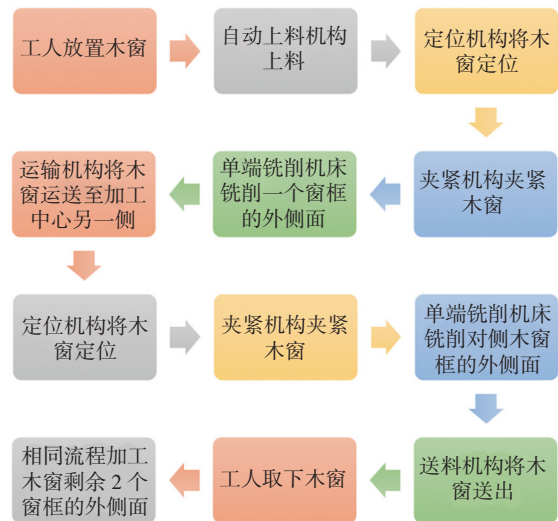 工人放置木窗
自动上料机构
上料
定位机构将木
窗定位
夹紧机构夹紧
木窗
单端铣削机床
铣削一个窗框
的外侧面
运输机构将木
窗运送至加工
中心另一侧
定位机构将木
窗定位
夹紧机构夹紧
木窗
单端铣削机床
铣削对侧木窗
框的外侧面
送料机构将木
窗送出
工人取下木窗
相同流程加工
木窗剩余 2 个
窗框的外侧面